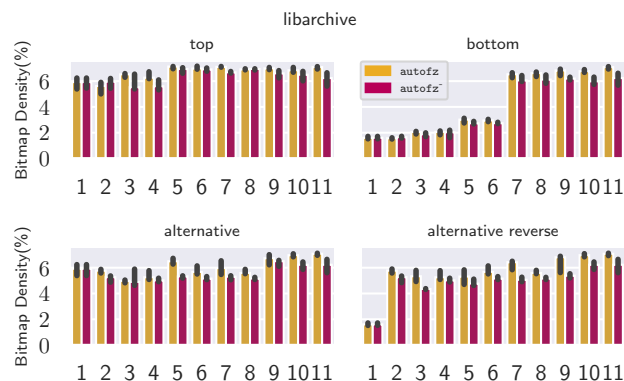 libarchive
top
bottom
Bitmap Density(%)
6
4
2
0
autofz
autofz⁻
1 2 3 4 5 6 7 8 9 10 11
1 2 3 4 5 6 7 8 9 10 11
alternative
alternative reverse
Bitmap Density(%)
6
4
2
0
1 2 3 4 5 6 7 8 9 10 11
1 2 3 4 5 6 7 8 9 10 11